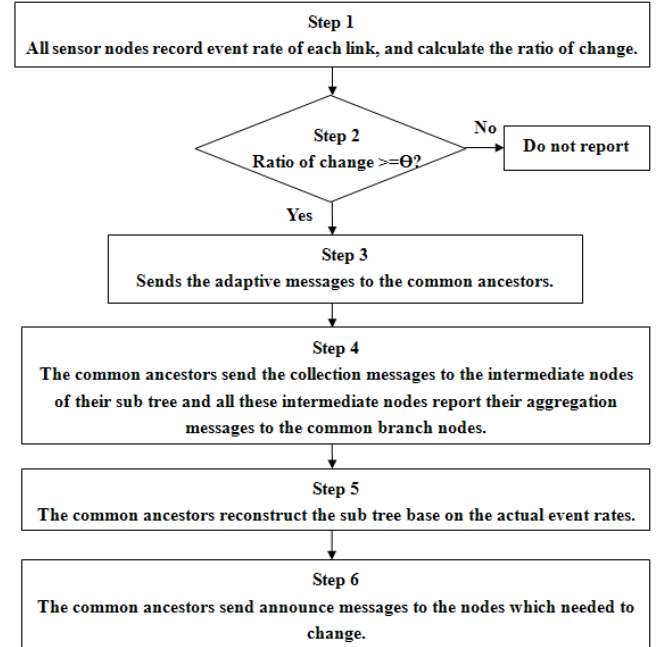 Step 1
All sensor nodes record event rate of each link, and calculate the ratio of change.
Step 2
Ratio of change >=Ө?
No
Do not report
Yes
Step 3
Sends the adaptive messages to the common ancestors.
Step 4
The common ancestors send the collection messages to the intermediate nodes
of their sub tree and all these intermediate nodes report their aggregation
messages to the common branch nodes.
Step 5
The common ancestors reconstruct the sub tree base on the actual event rates.
Step 6
The common ancestors send announce messages to the nodes which needed to
change.